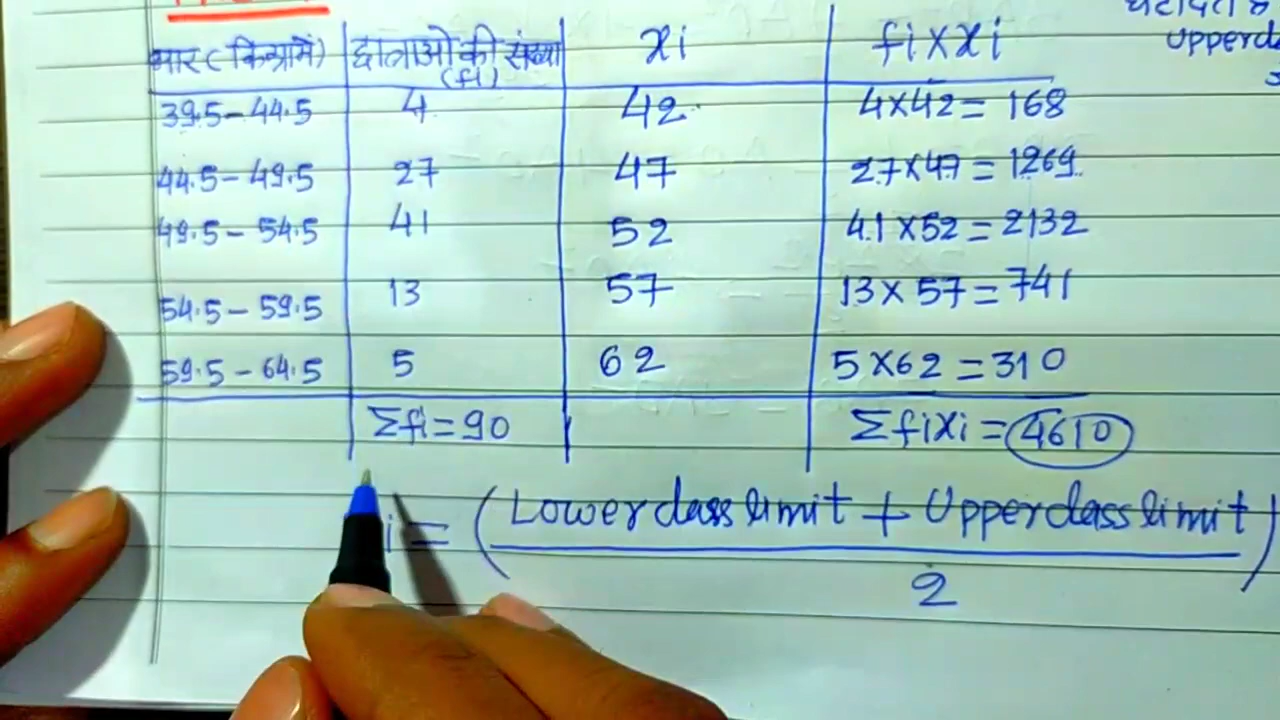 भार (किग्रामें) छात्राओ की संख्या (fi) xi fi×xi
39.5-44.5 4 42 4×42=168
44.5-49.5 27 47 27×47=1269
49.5-54.5 41 52 41×52=2132
54.5-59.5 13 57 13×57=741
59.5-64.5 5 62 5×62=310
Σfi=90 Σfixi=4610
i=(Lower class limit + Upper class limit)
2